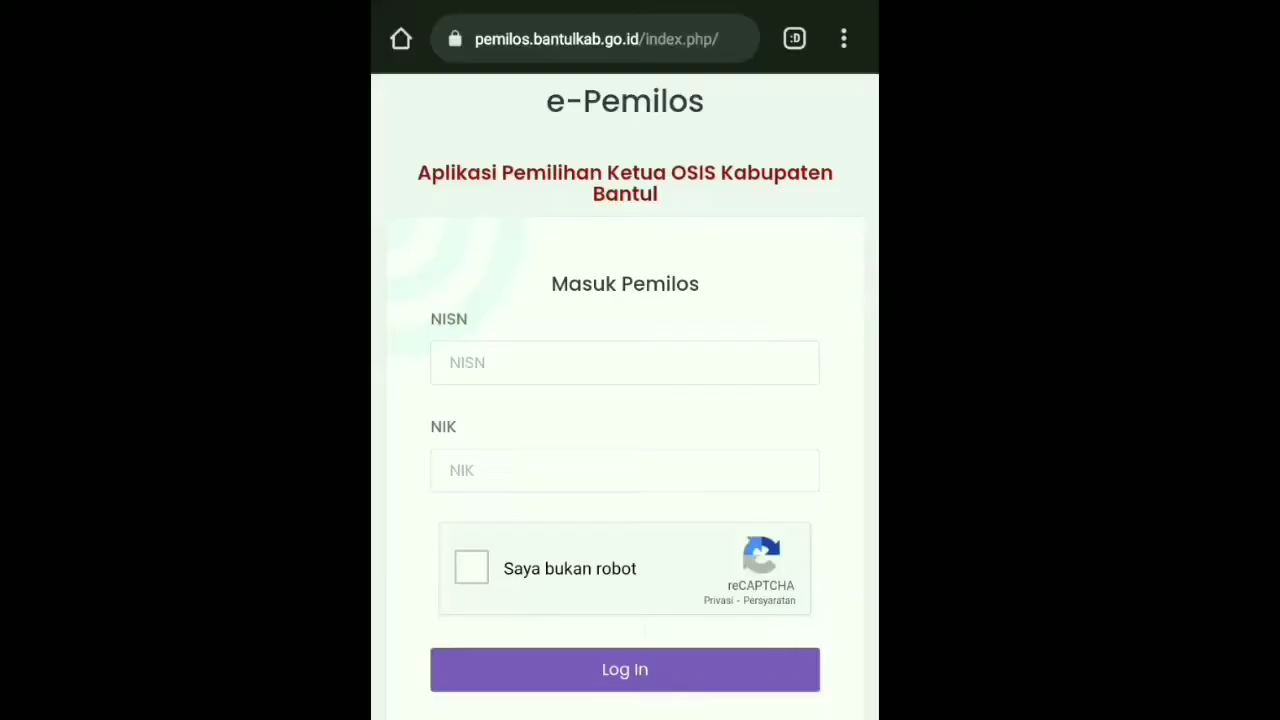 pemilos.bantulkab.go.id/index.php/
:D
e-Pemilos
Aplikasi Pemilihan Ketua OSIS Kabupaten
Bantul
Masuk Pemilos
NISN
NISN
NIK
NIK
Saya bukan robot
reCAPTCHA
Privasi - Persyaratan
Log In